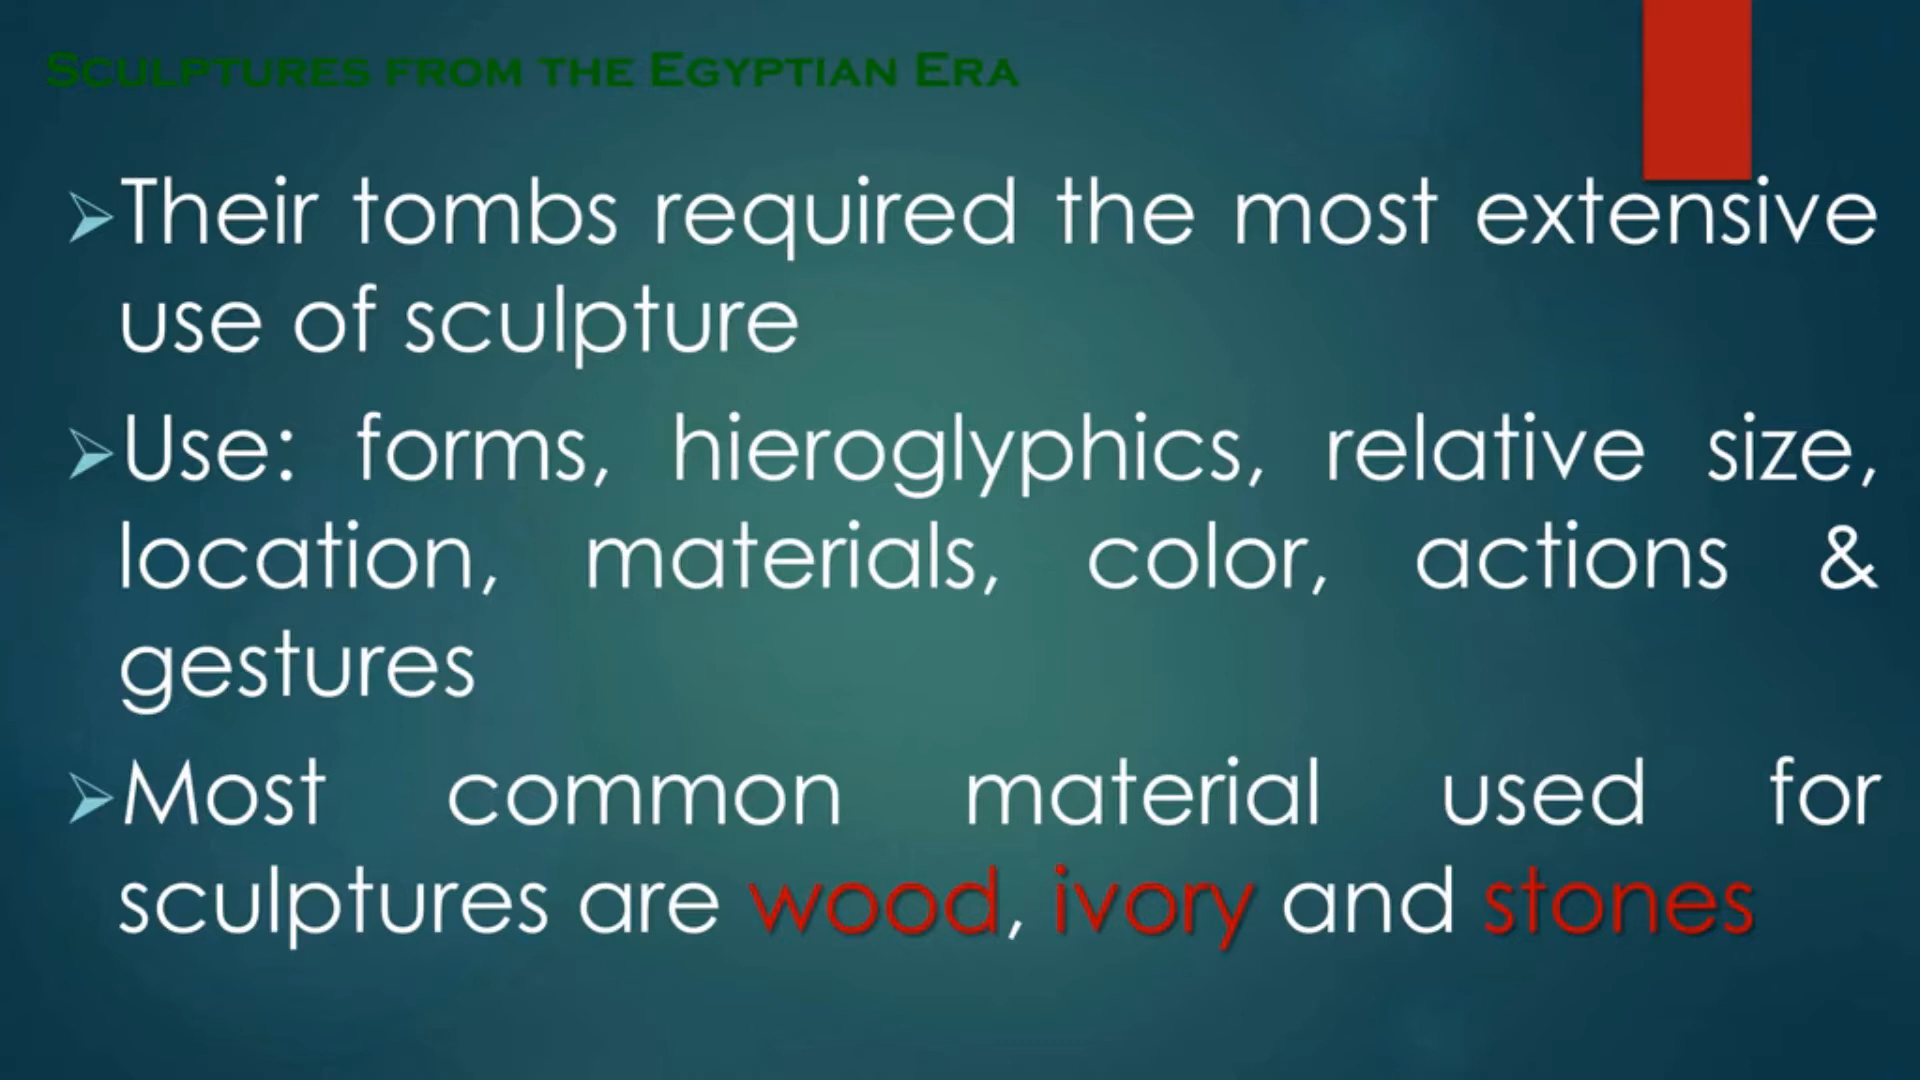 Sculptures from the Egyptian Era
➢Their tombs required the most extensive
use of sculpture
➢Use: forms, hieroglyphics, relative size,
location, materials, color, actions &
gestures
➢Most common material used for
sculptures are wood, ivory and stones